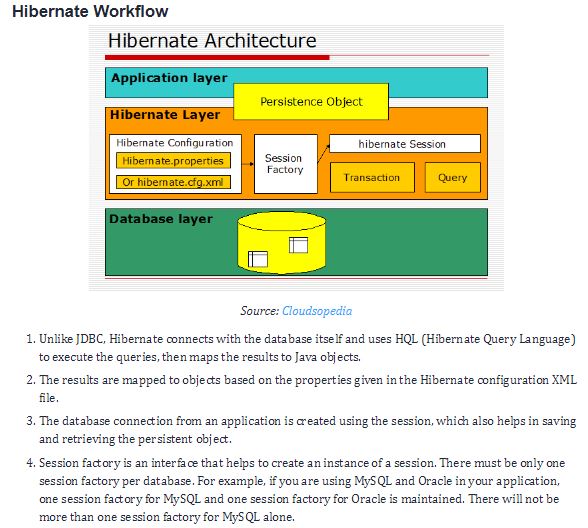 Hibernate Workflow
Hibernate Architecture
Application layer
Persistence Object
Hibernate Layer
Hibernate Configuration
Hibernate.properties
Or hibernate.cfg.xml
Session
Factory
hibernate Session
Transaction
Query
Database layer
Source: Cloudsopedia
1. Unlike JDBC, Hibernate connects with the database itself and uses HQL (Hibernate Query Language)
to execute the queries, then maps the results to Java objects.
2. The results are mapped to objects based on the properties given in the Hibernate configuration XML
file.
3. The database connection from an application is created using the session, which also helps in saving
and retrieving the persistent object.
4. Session factory is an interface that helps to create an instance of a session. There must be only one
session factory per database. For example, if you are using MySQL and Oracle in your application,
one session factory for MySQL and one session factory for Oracle is maintained. There will not be
more than one session factory for MySQL alone.